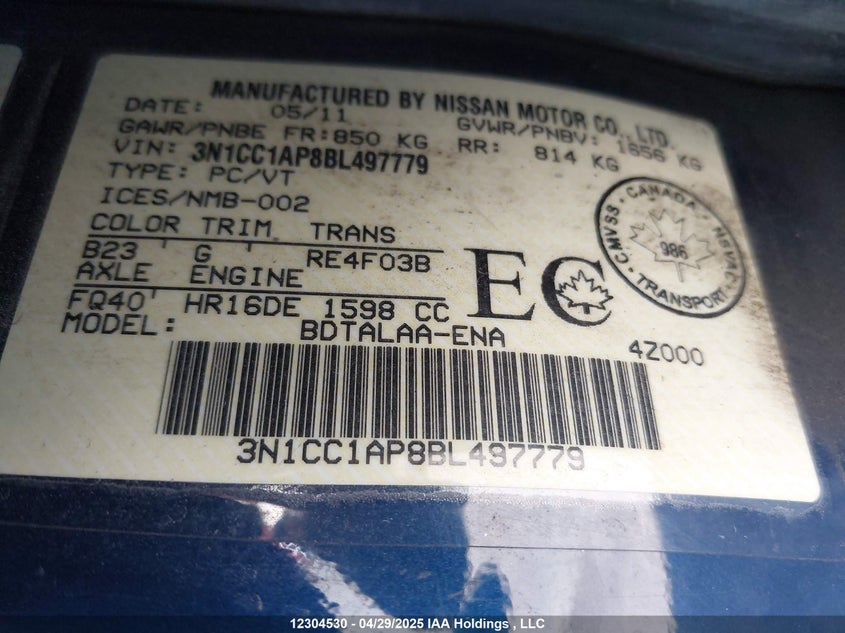 MANUFACTURED BY NISSAN MOTOR CO., LTD.
DATE: 05/11 GVWR/PNBV: 1656 KG
GAWR/PNBE FR: 850 KG RR: 814 KG
VIN: 3N1CC1AP8BL497779
TYPE: PC/VT
ICES/NMB-002
COLOR TRIM TRANS
B23 G RE4F03B
AXLE ENGINE
FQ40 HR16DE 1598 CC
MODEL: BDTALAA-ENA
4Z000
EC
CMVSS · CANADA · NSVAC
986
TRANSPORT
3N1CC1AP8BL497779
12304530 - 04/29/2025 IAA Holdings , LLC